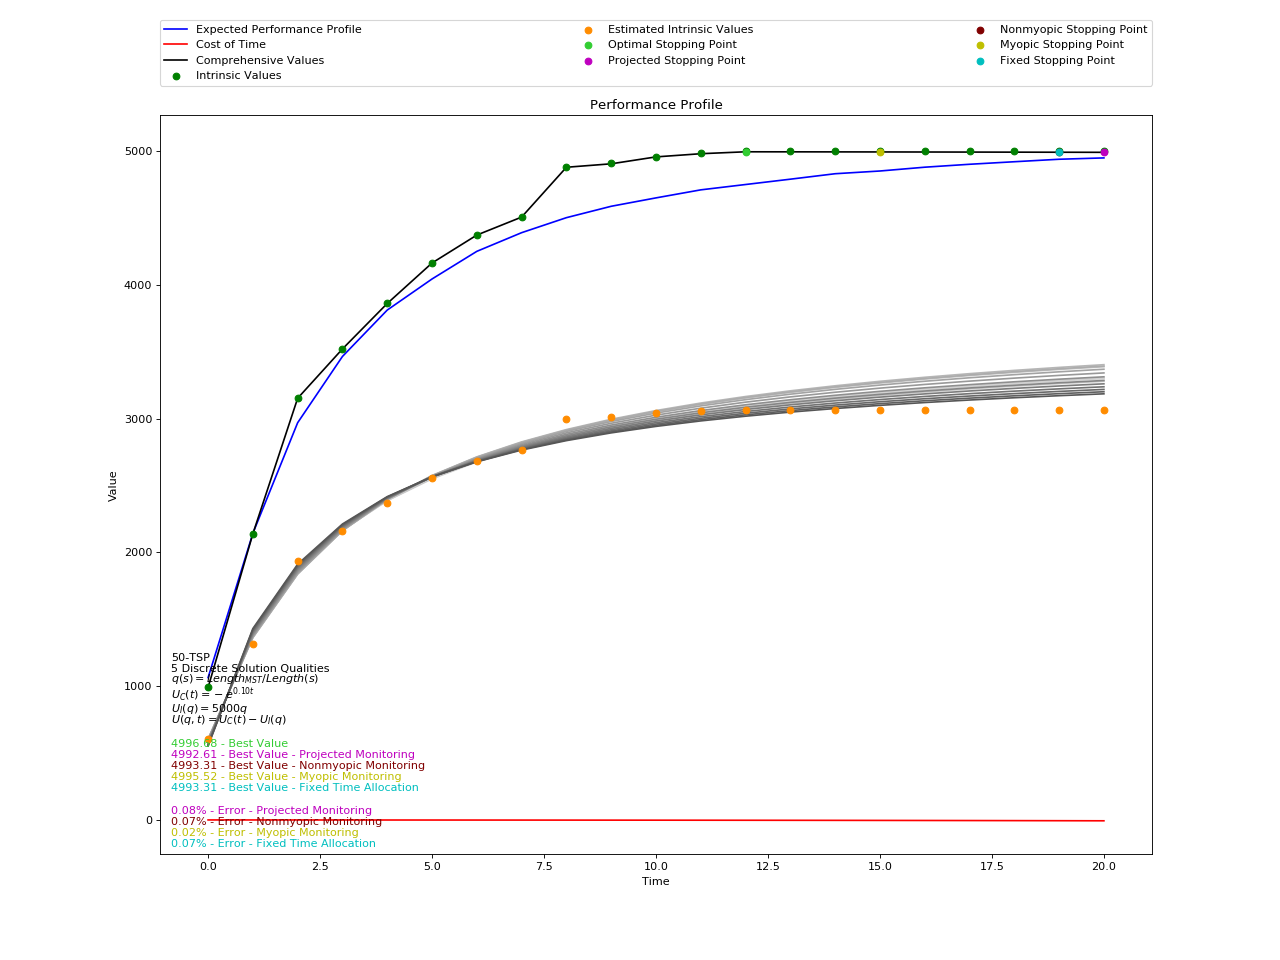 Expected Performance Profile
Cost of Time
Comprehensive Values
Intrinsic Values
Estimated Intrinsic Values
Optimal Stopping Point
Projected Stopping Point
Nonmyopic Stopping Point
Myopic Stopping Point
Fixed Stopping Point
Performance Profile
5000
4000
3000
2000
1000
0
Value
50-TSP
5 Discrete Solution Qualities
q(s) = Length_MST/Length(s)
U_C(t) = − e^0.10t
U_I(q) = 5000q
U(q, t) = U_C(t) − U_I(q)
4996.68 - Best Value
4992.61 - Best Value - Projected Monitoring
4993.31 - Best Value - Nonmyopic Monitoring
4995.52 - Best Value - Myopic Monitoring
4993.31 - Best Value - Fixed Time Allocation
0.08% - Error - Projected Monitoring
0.07% - Error - Nonmyopic Monitoring
0.02% - Error - Myopic Monitoring
0.07% - Error - Fixed Time Allocation
0.0 2.5 5.0 7.5 10.0 12.5 15.0 17.5 20.0
Time